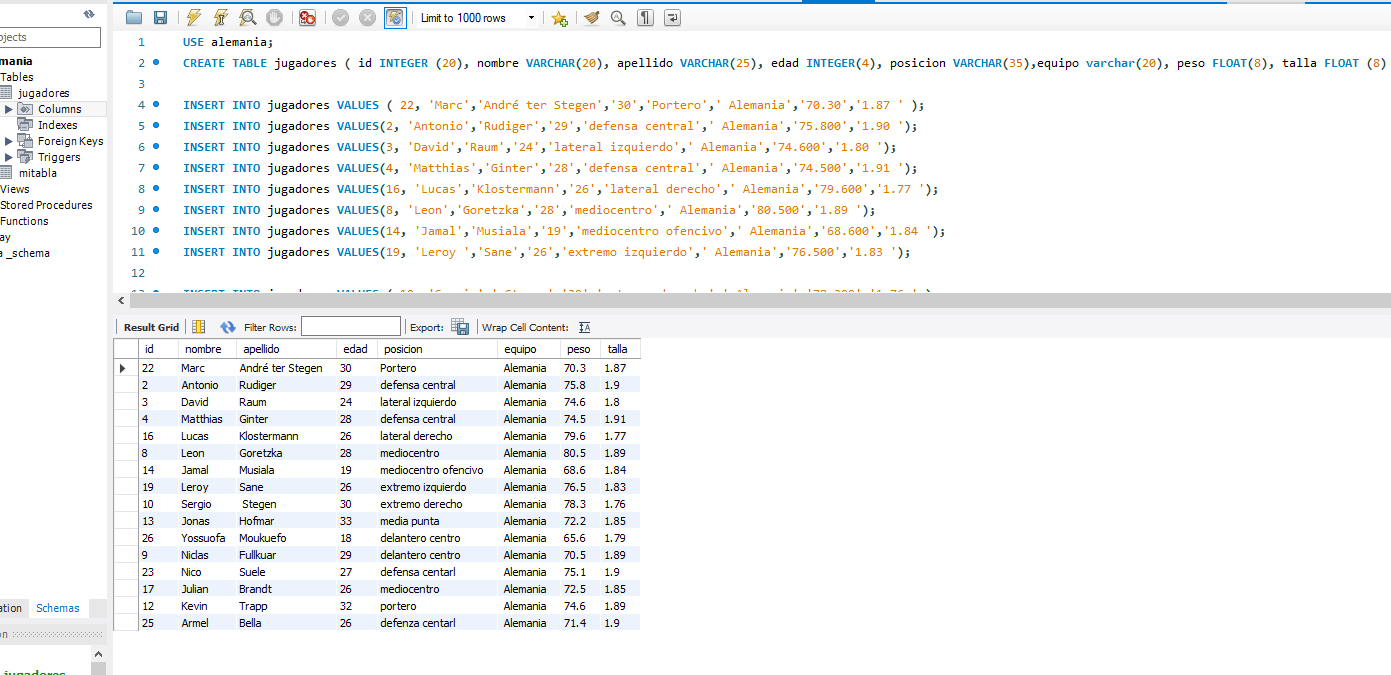 Limit to 1000 rows
bjects
mania
Tables
jugadores
Columns
Indexes
Foreign Keys
Triggers
mitabla
Views
Stored Procedures
Functions
ay
a _schema
ation Schemas
on
jugadores
1 USE alemania;
2 CREATE TABLE jugadores ( id INTEGER (20), nombre VARCHAR(20), apellido VARCHAR(25), edad INTEGER(4), posicion VARCHAR(35),equipo varchar(20), peso FLOAT(8), talla FLOAT (8)
3
4 INSERT INTO jugadores VALUES ( 22, 'Marc','André ter Stegen','30','Portero',' Alemania','70.30','1.87 ' );
5 INSERT INTO jugadores VALUES(2, 'Antonio','Rudiger','29','defensa central',' Alemania','75.800','1.90 ');
6 INSERT INTO jugadores VALUES(3, 'David','Raum','24','lateral izquierdo',' Alemania','74.600','1.80 ');
7 INSERT INTO jugadores VALUES(4, 'Matthias','Ginter','28','defensa central',' Alemania','74.500','1.91 ');
8 INSERT INTO jugadores VALUES(16, 'Lucas','Klostermann','26','lateral derecho',' Alemania','79.600','1.77 ');
9 INSERT INTO jugadores VALUES(8, 'Leon','Goretzka','28','mediocentro',' Alemania','80.500','1.89 ');
10 INSERT INTO jugadores VALUES(14, 'Jamal','Musiala','19','mediocentro ofencivo',' Alemania','68.600','1.84 ');
11 INSERT INTO jugadores VALUES(19, 'Leroy ','Sane','26','extremo izquierdo',' Alemania','76.500','1.83 ');
12
Result Grid Filter Rows: Export: Wrap Cell Content:
id nombre apellido edad posicion equipo peso talla
22 Marc André ter Stegen 30 Portero Alemania 70.3 1.87
2 Antonio Rudiger 29 defensa central Alemania 75.8 1.9
3 David Raum 24 lateral izquierdo Alemania 74.6 1.8
4 Matthias Ginter 28 defensa central Alemania 74.5 1.91
16 Lucas Klostermann 26 lateral derecho Alemania 79.6 1.77
8 Leon Goretzka 28 mediocentro Alemania 80.5 1.89
14 Jamal Musiala 19 mediocentro ofencivo Alemania 68.6 1.84
19 Leroy Sane 26 extremo izquierdo Alemania 76.5 1.83
10 Sergio Stegen 30 extremo derecho Alemania 78.3 1.76
13 Jonas Hofmar 33 media punta Alemania 72.2 1.85
26 Yossuofa Moukuefo 18 delantero centro Alemania 65.6 1.79
9 Niclas Fullkuar 29 delantero centro Alemania 70.5 1.89
23 Nico Suele 27 defensa centarl Alemania 75.1 1.9
17 Julian Brandt 26 mediocentro Alemania 72.5 1.85
12 Kevin Trapp 32 portero Alemania 74.6 1.89
25 Armel Bella 26 defenza centarl Alemania 71.4 1.9